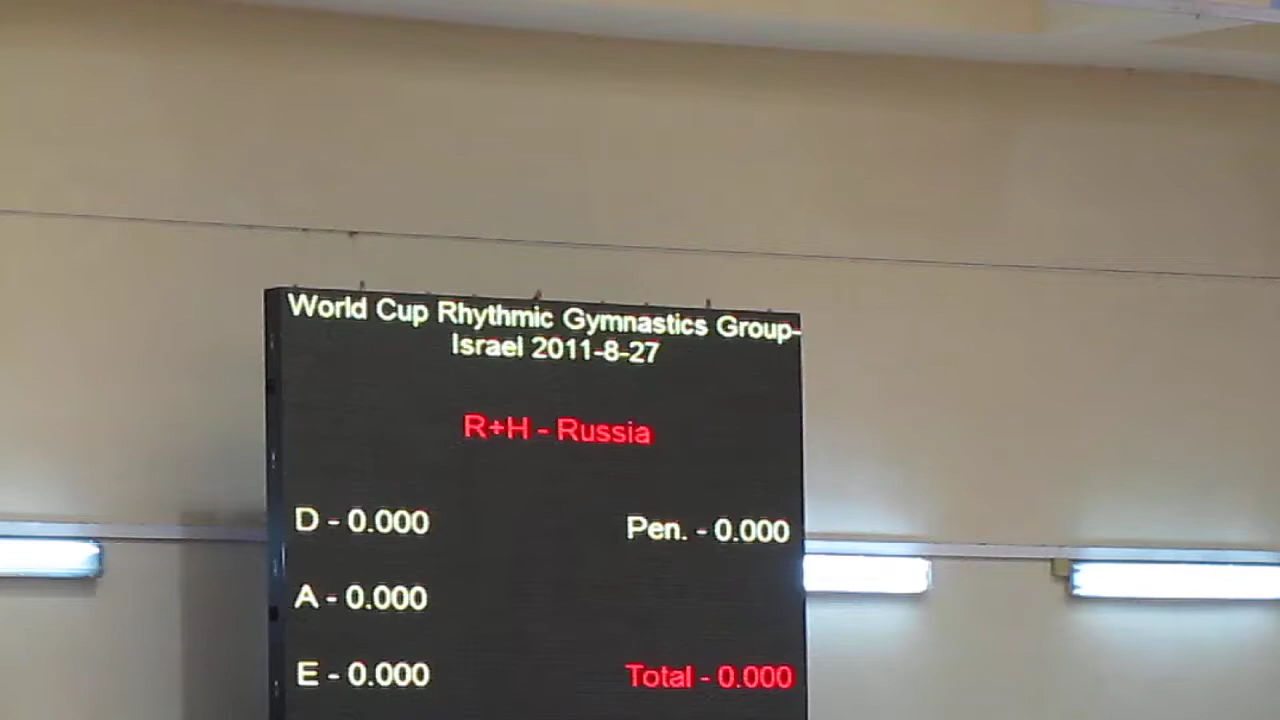 World Cup Rhythmic Gymnastics Group-
Israel 2011-8-27
R+H - Russia
D - 0.000
Pen. - 0.000
A - 0.000
E - 0.000
Total - 0.000